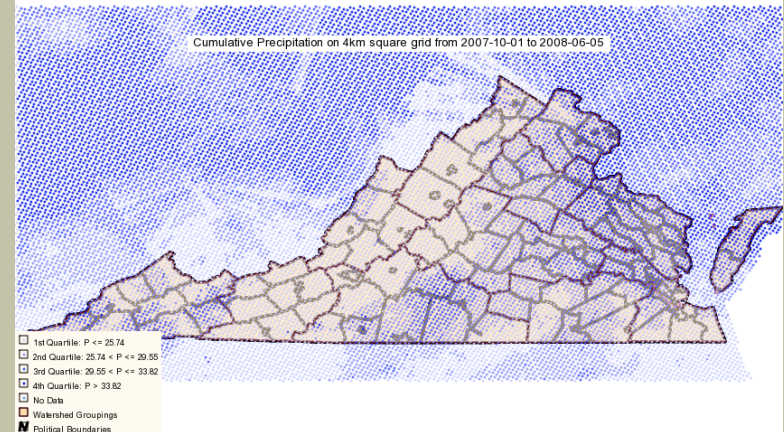 Cumulative Precipitation on 4km square grid from 2007-10-01 to 2008-06-05
1st Quartile: P <= 25.74
2nd Quartile: 25.74 < P <= 29.55
3rd Quartile: 29.55 < P <= 33.82
4th Quartile: P > 33.82
No Data
Watershed Groupings
Political Boundaries